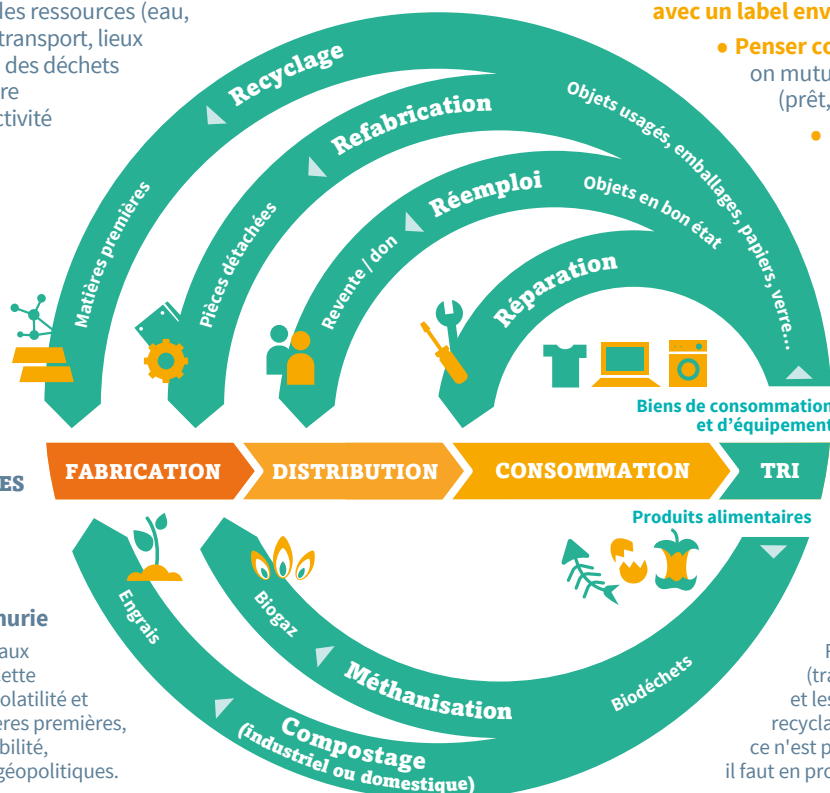 des ressources (eau,
transport, lieux
des déchets
re
ctivité
avec un label env
• Penser co
on mutu
(prêt,
•
Recyclage
Refabrication
Réemploi
Réparation
Objets usagés, emballages, papiers, verre...
Objets en bon état
Matières premières
Pièces détachées
Revente / don
Biens de consommation
et d'équipement
FABRICATION
DISTRIBUTION
CONSOMMATION
TRI
ES
Produits alimentaires
Engrais
Biogaz
Méthanisation
Biodéchets
Compostage
(industriel ou domestique)
nurie
aux
ette
olatilité et
ères premières,
bilité,
géopolitiques.
(tra
et les
recycla
ce n'est p
il faut en pro